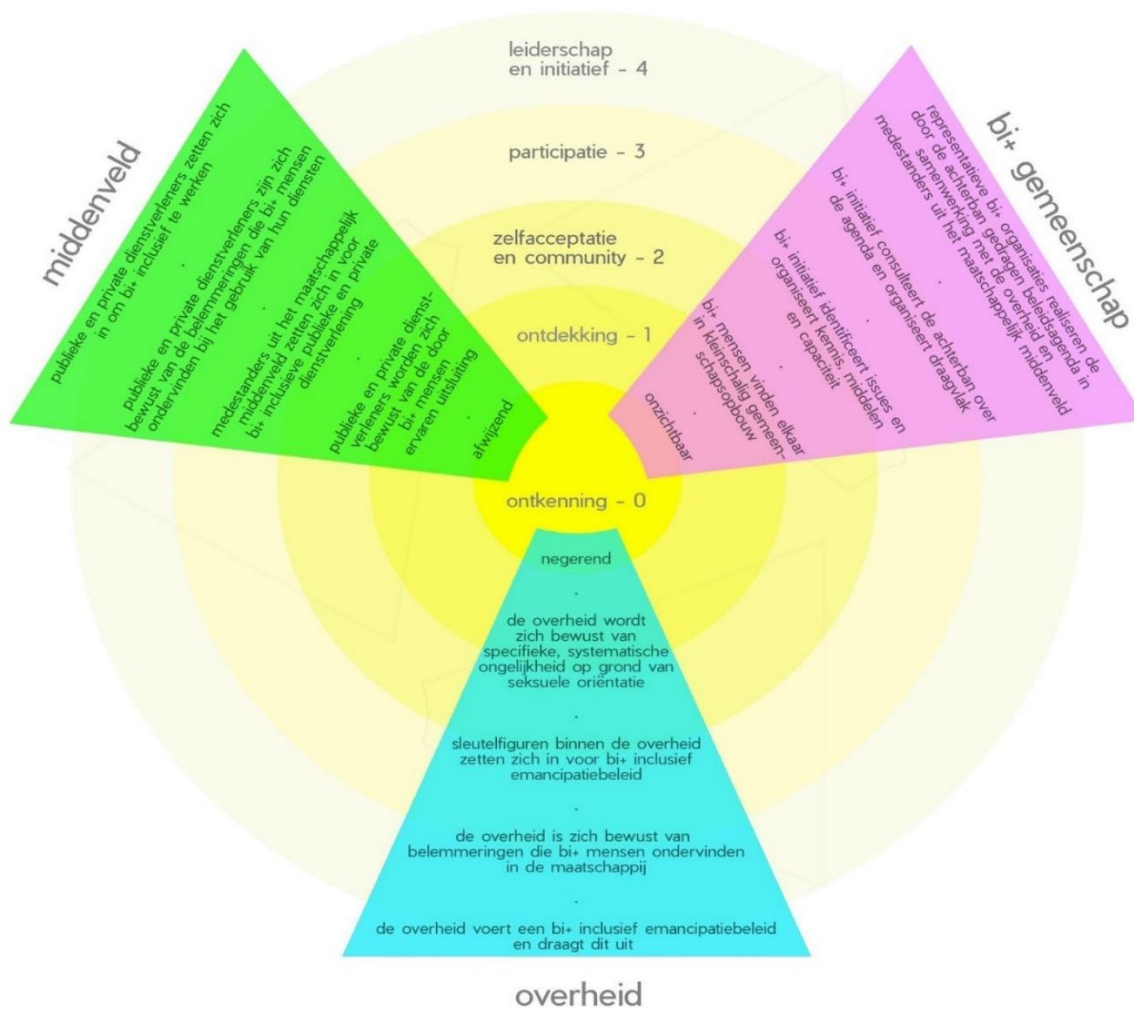 leiderschap
en initiatief - 4
participatie - 3
zelfacceptatie
en community - 2
ontdekking - 1
ontkenning - 0
middenveld
publieke en private dienstverleners zetten zich
in om bi+ inclusief te werken
.
publieke en private dienstverleners zijn zich
bewust van de belemmeringen die bi+ mensen
ondervinden bij het gebruik van hun diensten
.
medestanders uit het maatschappelijk
middenveld zetten zich in voor
bi+ inclusieve publieke en private
dienstverlening
.
publieke en private dienst-
verleners worden zich
bewust van de door
bi+ mensen
ervaren uitsluiting
.
afwijzend
bi+ gemeenschap
representatieve bi+ organisaties realiseren de
door de achterban gedragen beleidsagenda in
samenwerking met de overheid en
medestanders uit het maatschappelijk middenveld
.
bi+ initiatief consulteert de achterban over
de agenda en organiseert draagvlak
.
bi+ initiatief identificeert issues en
organiseert kennis, middelen
en capaciteit
.
bi+ mensen vinden elkaar
in kleinschalig gemeen-
schapsopbouw
.
onzichtbaar
negerend
.
de overheid wordt
zich bewust van
specifieke, systematische
ongelijkheid op grond van
seksuele oriëntatie
.
sleutelfiguren binnen de overheid
zetten zich in voor bi+ inclusief
emancipatiebeleid
.
de overheid is zich bewust van
belemmeringen die bi+ mensen ondervinden
in de maatschappij
.
de overheid voert een bi+ inclusief emancipatiebeleid
en draagt dit uit
overheid